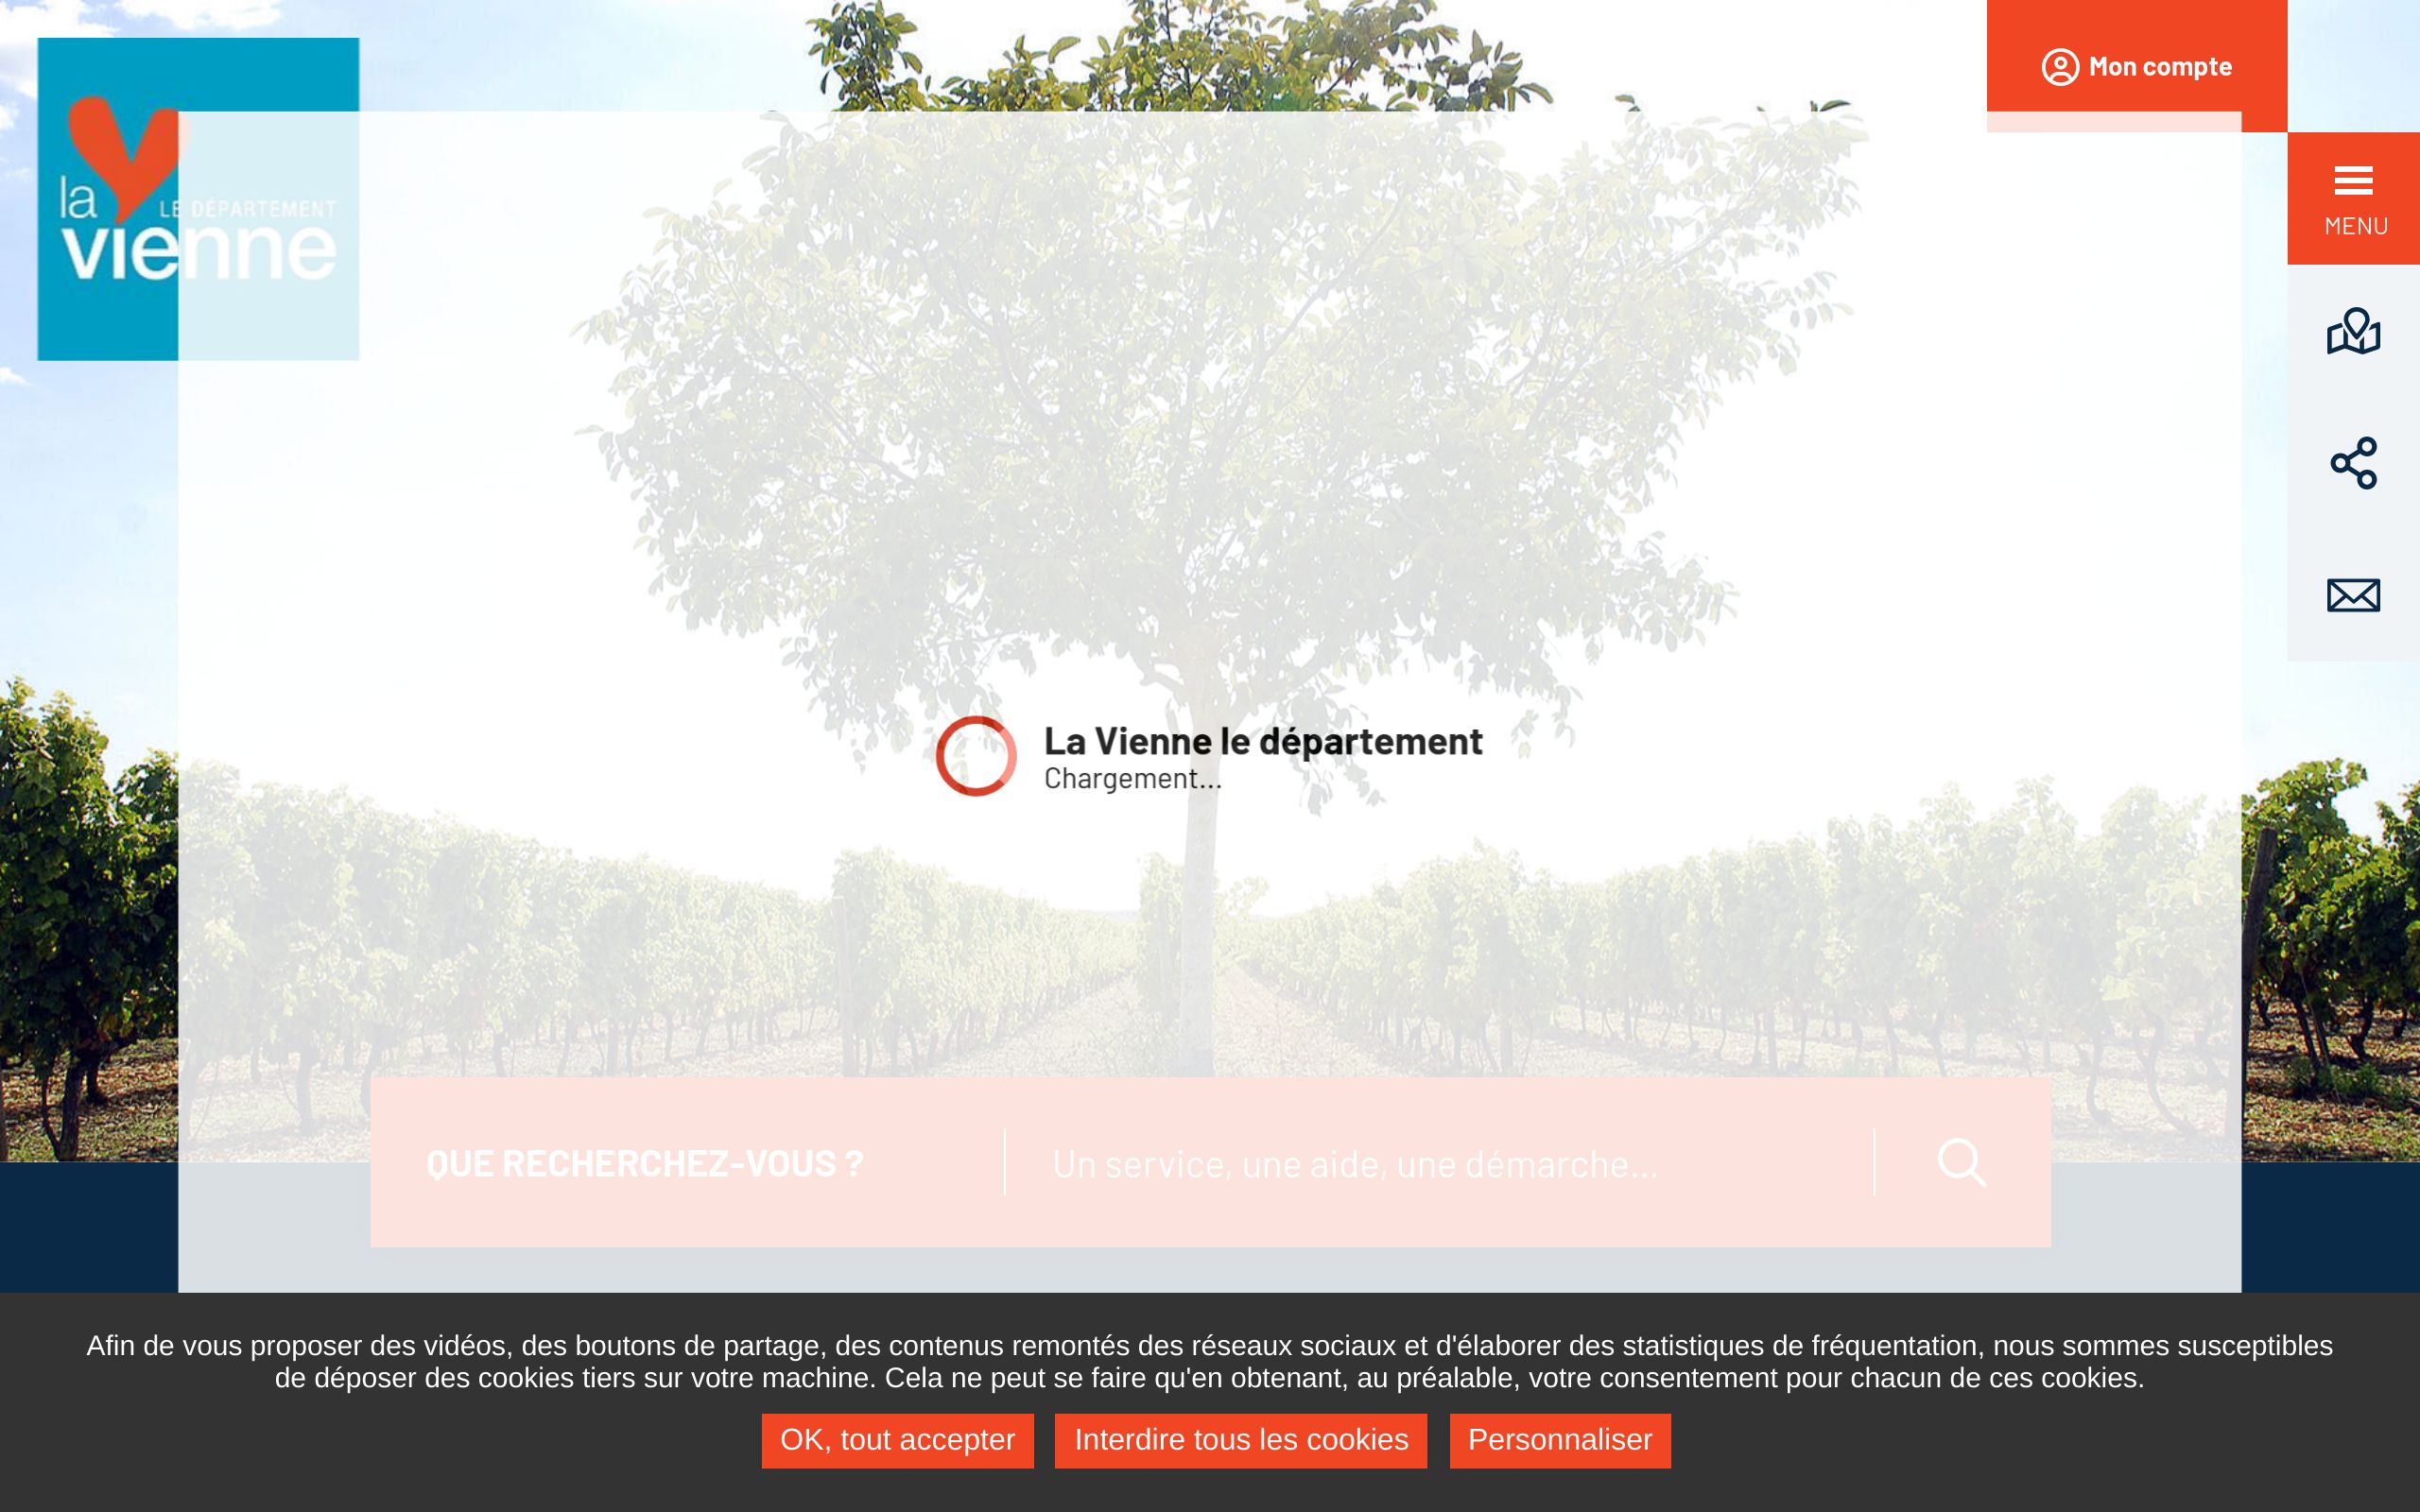 la
LE DÉPARTEMENT
vienne
Mon compte
MENU
La Vienne le département
Chargement...
QUE RECHERCHEZ-VOUS ?
Un service, une aide, une démarche...
Afin de vous proposer des vidéos, des boutons de partage, des contenus remontés des réseaux sociaux et d'élaborer des statistiques de fréquentation, nous sommes susceptibles
de déposer des cookies tiers sur votre machine. Cela ne peut se faire qu'en obtenant, au préalable, votre consentement pour chacun de ces cookies.
OK, tout accepter
Interdire tous les cookies
Personnaliser